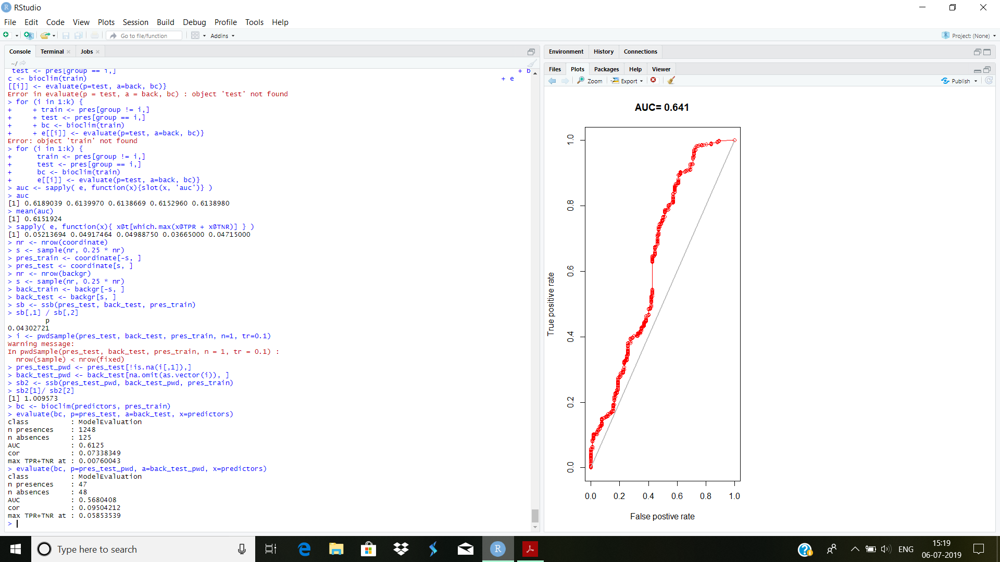 RStudio
File Edit Code View Plots Session Build Debug Profile Tools Help
Go to file/function
Addins
Project: (None)
Console Terminal Jobs
~/
test <- pres[group == i,] + b
c <- bioclim(train) + e
[[i]] <- evaluate(p=test, a=back, bc)}
Error in evaluate(p = test, a = back, bc) : object 'test' not found
> for (i in 1:k) {
+ + train <- pres[group != i,]
+ + test <- pres[group == i,]
+ + bc <- bioclim(train)
+ + e[[i]] <- evaluate(p=test, a=back, bc)}
Error: object 'train' not found
> for (i in 1:k) {
+ train <- pres[group != i,]
+ test <- pres[group == i,]
+ bc <- bioclim(train)
+ e[[i]] <- evaluate(p=test, a=back, bc)}
> auc <- sapply( e, function(x){slot(x, 'auc')} )
> auc
[1] 0.6189039 0.6139970 0.6138669 0.6152960 0.6138980
> mean(auc)
[1] 0.6151924
> sapply( e, function(x){ x@t[which.max(x@TPR + x@TNR)] } )
[1] 0.05213694 0.04917464 0.04988750 0.03665000 0.04715000
> nr <- nrow(coordinate)
> s <- sample(nr, 0.25 * nr)
> pres_train <- coordinate[-s, ]
> pres_test <- coordinate[s, ]
> nr <- nrow(backgr)
> s <- sample(nr, 0.25 * nr)
> back_train <- backgr[-s, ]
> back_test <- backgr[s, ]
> sb <- ssb(pres_test, back_test, pres_train)
> sb[,1] / sb[,2]
p
0.04302721
> i <- pwdSample(pres_test, back_test, pres_train, n=1, tr=0.1)
Warning message:
In pwdSample(pres_test, back_test, pres_train, n = 1, tr = 0.1) :
nrow(sample) < nrow(fixed)
> pres_test_pwd <- pres_test[!is.na(i[,1]),]
> back_test_pwd <- back_test[na.omit(as.vector(i)), ]
> sb2 <- ssb(pres_test_pwd, back_test_pwd, pres_train)
> sb2[1]/ sb2[2]
[1] 1.009573
> bc <- bioclim(predictors, pres_train)
> evaluate(bc, p=pres_test, a=back_test, x=predictors)
class : ModelEvaluation
n presences : 1248
n absences : 125
AUC : 0.6125
cor : 0.07338349
max TPR+TNR at : 0.00760043
> evaluate(bc, p=pres_test_pwd, a=back_test_pwd, x=predictors)
class : ModelEvaluation
n presences : 47
n absences : 48
AUC : 0.5680408
cor : 0.09504212
max TPR+TNR at : 0.05853539
>
Environment History Connections
Files Plots Packages Help Viewer
Zoom Export Publish
AUC= 0.641
True positive rate
1.0
0.8
0.6
0.4
0.2
0.0
0.0 0.2 0.4 0.6 0.8 1.0
False postive rate
Type here to search
ENG
15:19
06-07-2019